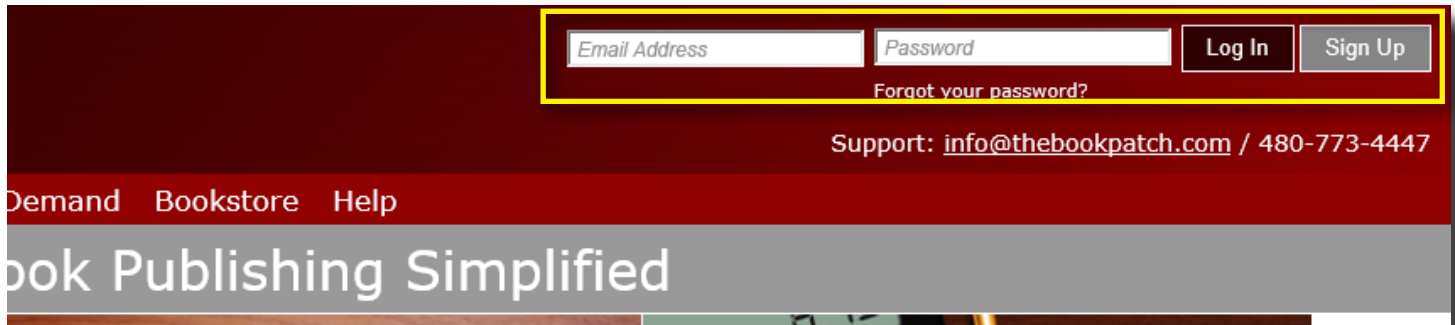 Email Address Password Log In Sign Up
Forgot your password?
Support: info@thebookpatch.com / 480-773-4447
Demand Bookstore Help
ook Publishing Simplified